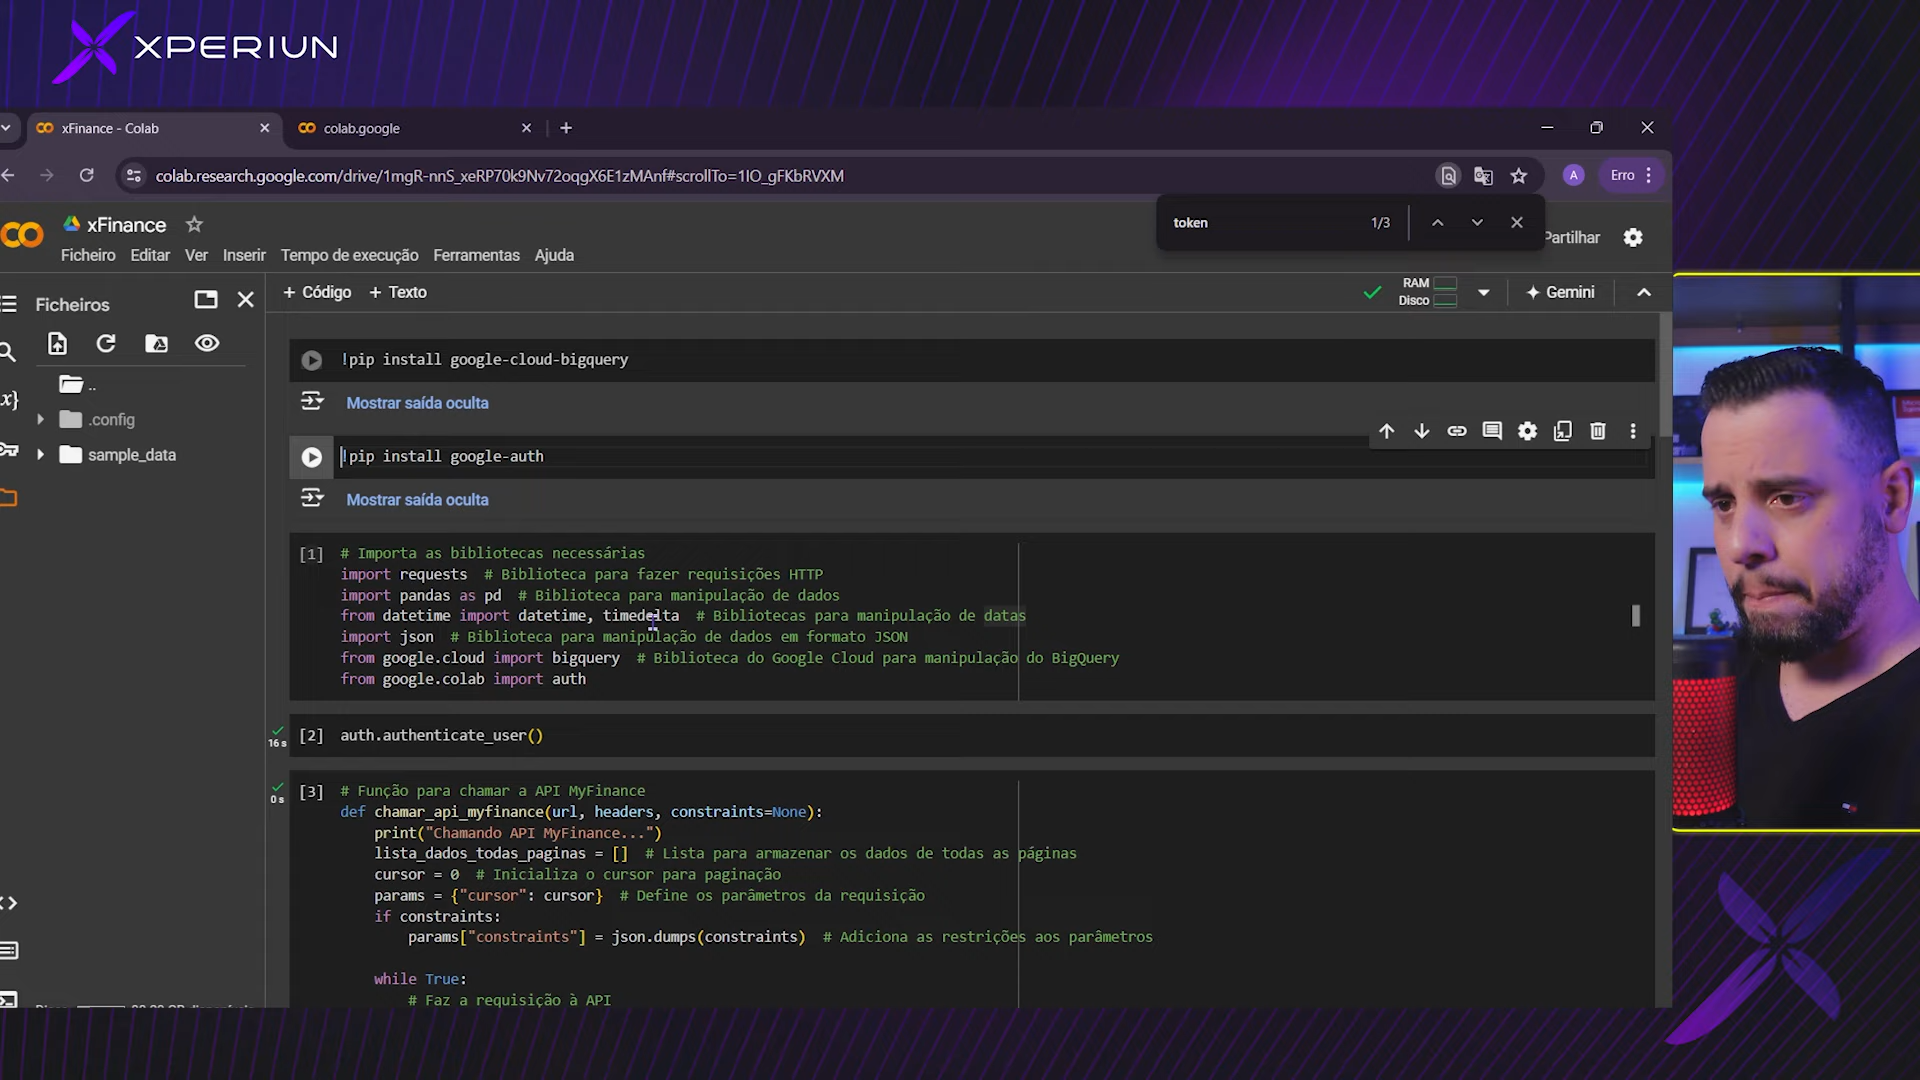 XPERIUN
xFinance - Colab
colab.google
colab.research.google.com/drive/1mgR-nnS_xeRP70k9Nv72oqgX6E1zMAnf#scrollTo=1IO_gFKbRVXM
A
Erro
token
1/3
xFinance
Partilhar
Ficheiro Editar Ver Inserir Tempo de execução Ferramentas Ajuda
Ficheiros
+ Código + Texto
RAM
Disco
Gemini
..
.config
sample_data
!pip install google-cloud-bigquery
Mostrar saída oculta
!pip install google-auth
Mostrar saída oculta
[1] # Importa as bibliotecas necessárias
import requests # Biblioteca para fazer requisições HTTP
import pandas as pd # Biblioteca para manipulação de dados
from datetime import datetime, timedelta # Bibliotecas para manipulação de datas
import json # Biblioteca para manipulação de dados em formato JSON
from google.cloud import bigquery # Biblioteca do Google Cloud para manipulação do BigQuery
from google.colab import auth
16 s
[2] auth.authenticate_user()
0 s
[3] # Função para chamar a API MyFinance
def chamar_api_myfinance(url, headers, constraints=None):
print("Chamando API MyFinance...")
lista_dados_todas_paginas = [] # Lista para armazenar os dados de todas as páginas
cursor = 0 # Inicializa o cursor para paginação
params = {"cursor": cursor} # Define os parâmetros da requisição
if constraints:
params["constraints"] = json.dumps(constraints) # Adiciona as restrições aos parâmetros
while True:
# Faz a requisição à API